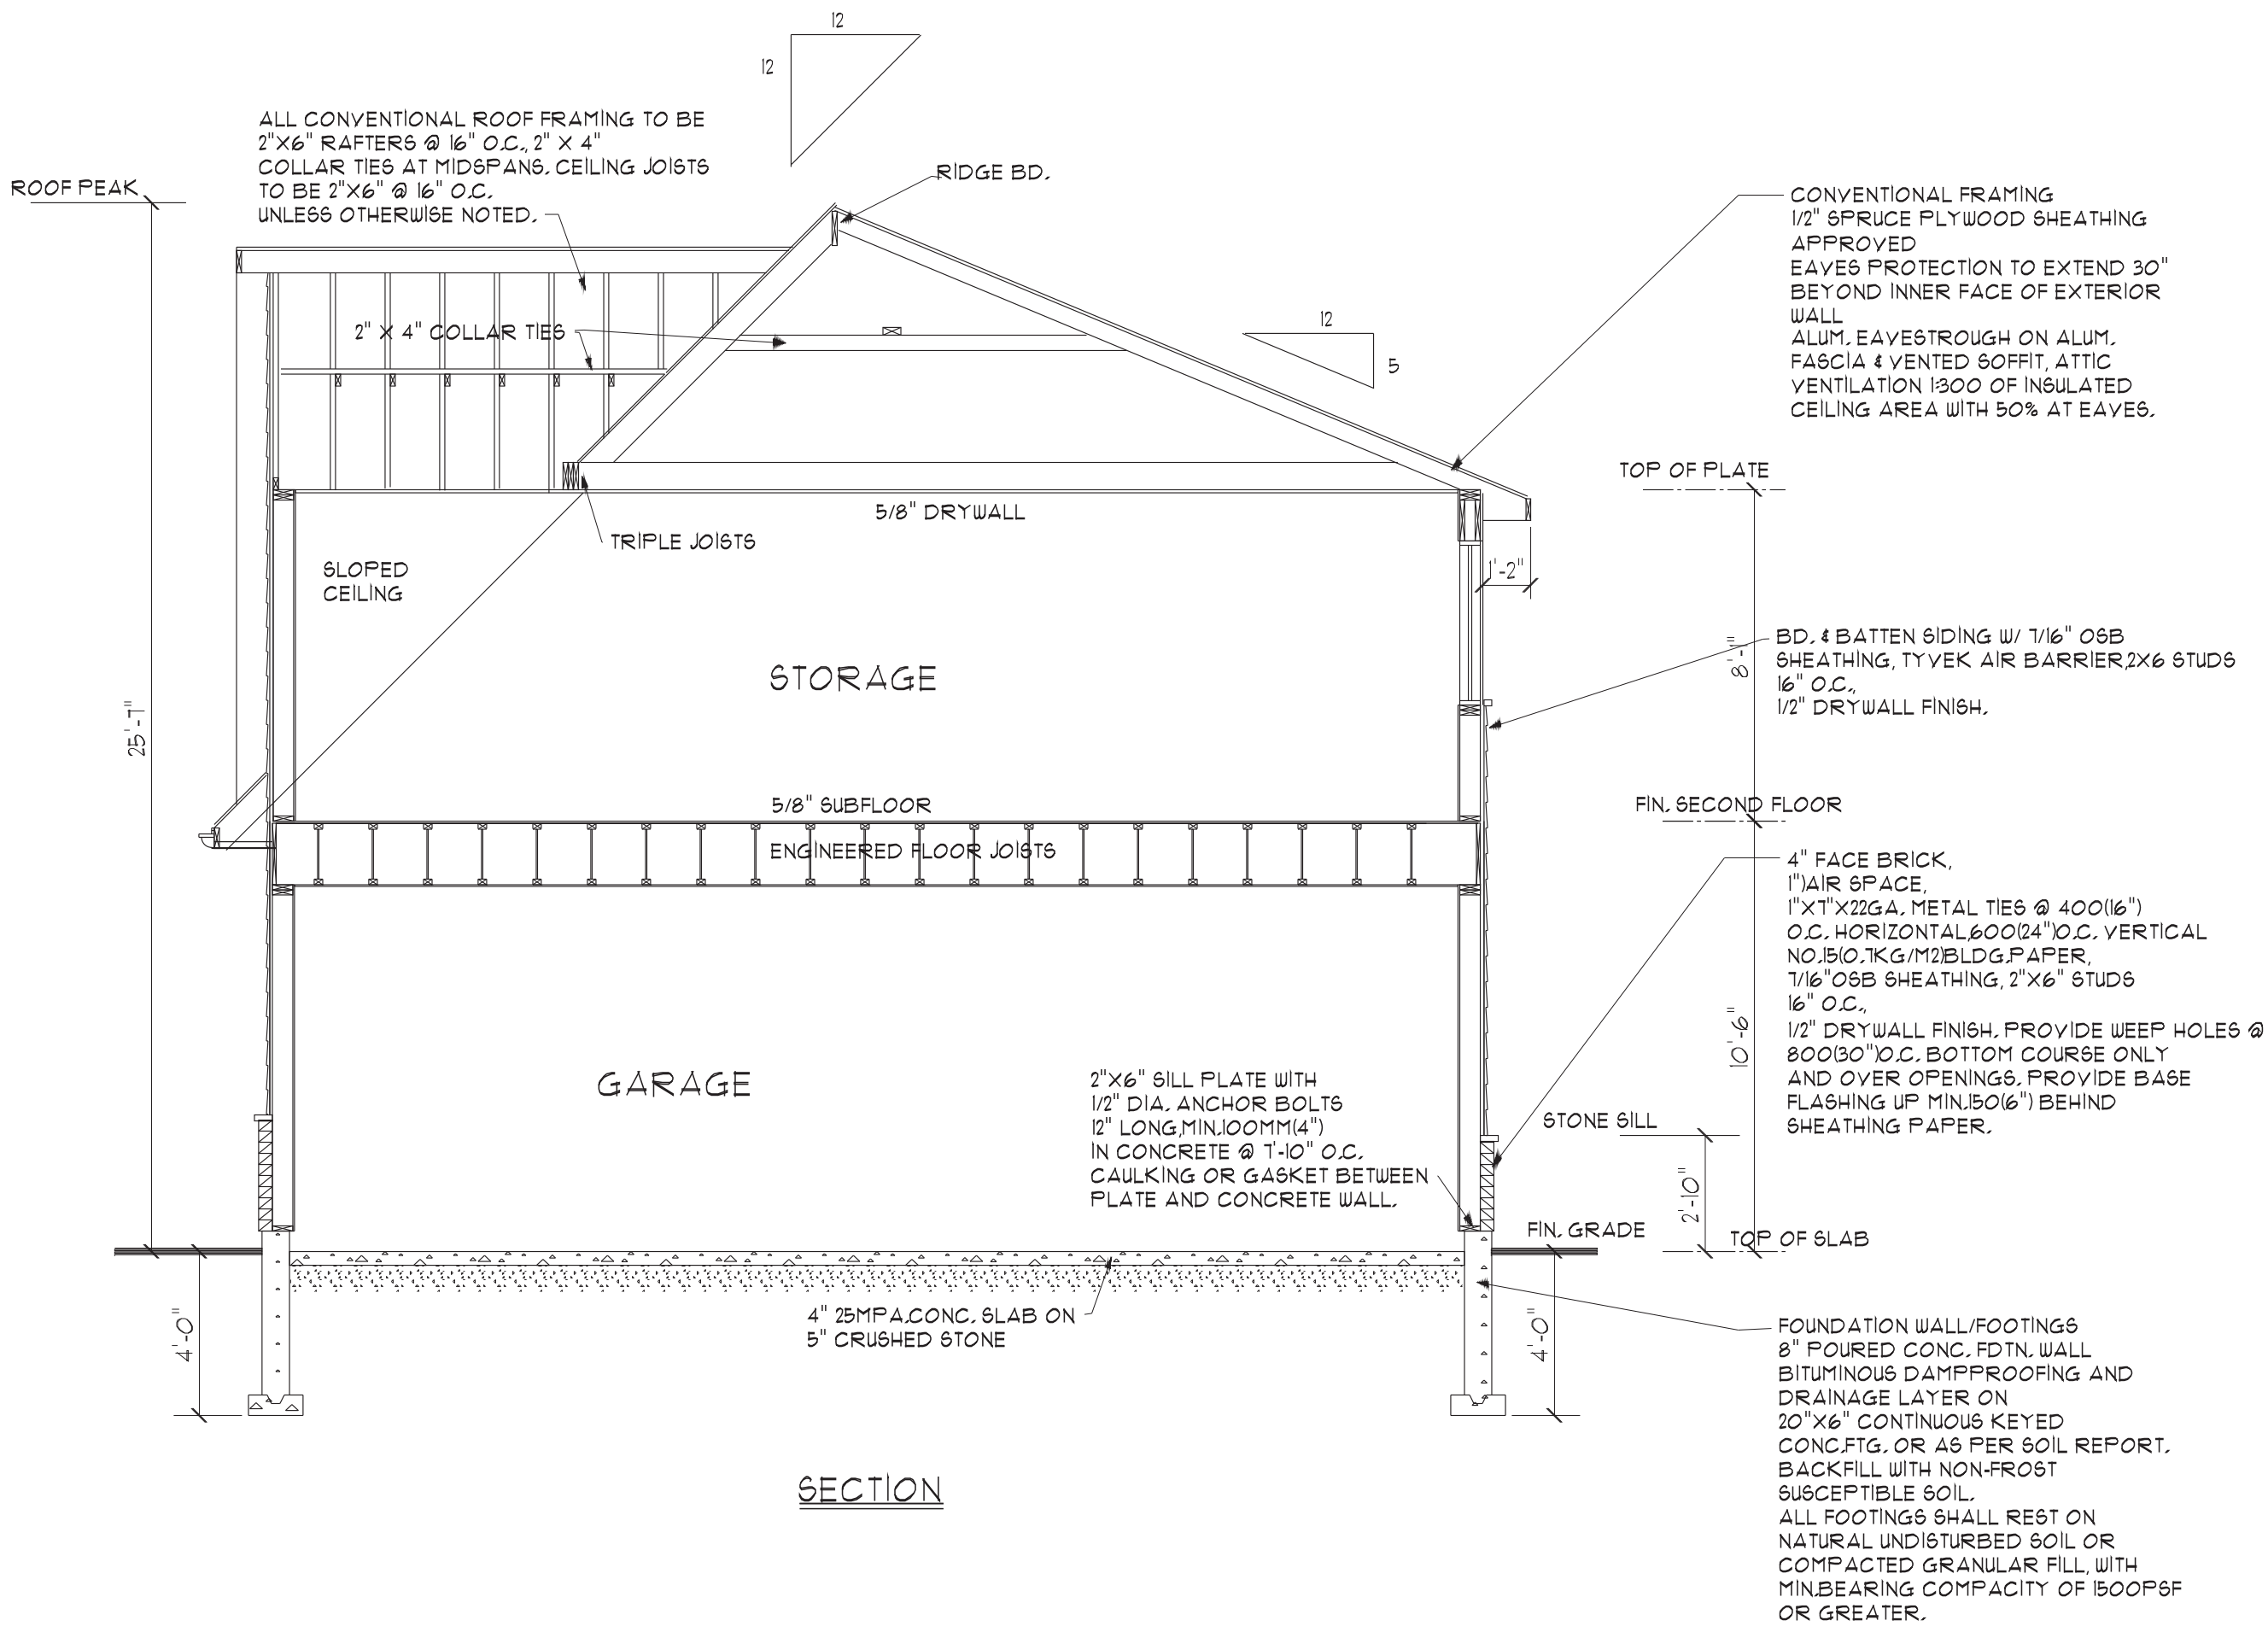 12
12
ALL CONVENTIONAL ROOF FRAMING TO BE
2"X6" RAFTERS @ 16" O.C., 2" X 4"
COLLAR TIES AT MIDSPANS. CEILING JOISTS
TO BE 2"X6" @ 16" O.C.
UNLESS OTHERWISE NOTED.
ROOF PEAK
RIDGE BD.
CONVENTIONAL FRAMING
1/2" SPRUCE PLYWOOD SHEATHING
APPROVED
EAVES PROTECTION TO EXTEND 30"
BEYOND INNER FACE OF EXTERIOR
WALL
ALUM. EAVESTROUGH ON ALUM.
FASCIA & VENTED SOFFIT, ATTIC
VENTILATION 1:300 OF INSULATED
CEILING AREA WITH 50% AT EAVES.
2" X 4" COLLAR TIES
12
5
TOP OF PLATE
5/8" DRYWALL
TRIPLE JOISTS
SLOPED
CEILING
1'-2"
8'-1"
BD. & BATTEN SIDING W/ 7/16" OSB
SHEATHING, TYVEK AIR BARRIER,2X6 STUDS
16" O.C.,
1/2" DRYWALL FINISH.
STORAGE
25'-7"
5/8" SUBFLOOR
FIN. SECOND FLOOR
ENGINEERED FLOOR JOISTS
4" FACE BRICK,
1")AIR SPACE,
1"X7"X22GA. METAL TIES @ 400(16")
O.C. HORIZONTAL,600(24")O.C. VERTICAL
NO.15(0.7KG/M2)BLDG.PAPER,
7/16"OSB SHEATHING, 2"X6" STUDS
16" O.C.,
1/2" DRYWALL FINISH. PROVIDE WEEP HOLES @
800(30")O.C. BOTTOM COURSE ONLY
AND OVER OPENINGS. PROVIDE BASE
FLASHING UP MIN.150(6") BEHIND
SHEATHING PAPER.
10'-6"
GARAGE
2"X6" SILL PLATE WITH
1/2" DIA. ANCHOR BOLTS
12" LONG,MIN.100MM(4")
IN CONCRETE @ 7'-10" O.C.
CAULKING OR GASKET BETWEEN
PLATE AND CONCRETE WALL.
STONE SILL
2'-10"
FIN. GRADE
TOP OF SLAB
4" 25MPA.CONC. SLAB ON
5" CRUSHED STONE
4'-0"
4'-0"
FOUNDATION WALL/FOOTINGS
8" POURED CONC. FDTN. WALL
BITUMINOUS DAMPPROOFING AND
DRAINAGE LAYER ON
20"X6" CONTINUOUS KEYED
CONC.FTG. OR AS PER SOIL REPORT.
BACKFILL WITH NON-FROST
SUSCEPTIBLE SOIL.
ALL FOOTINGS SHALL REST ON
NATURAL UNDISTURBED SOIL OR
COMPACTED GRANULAR FILL, WITH
MIN.BEARING COMPACITY OF 1500PSF
OR GREATER.
SECTION